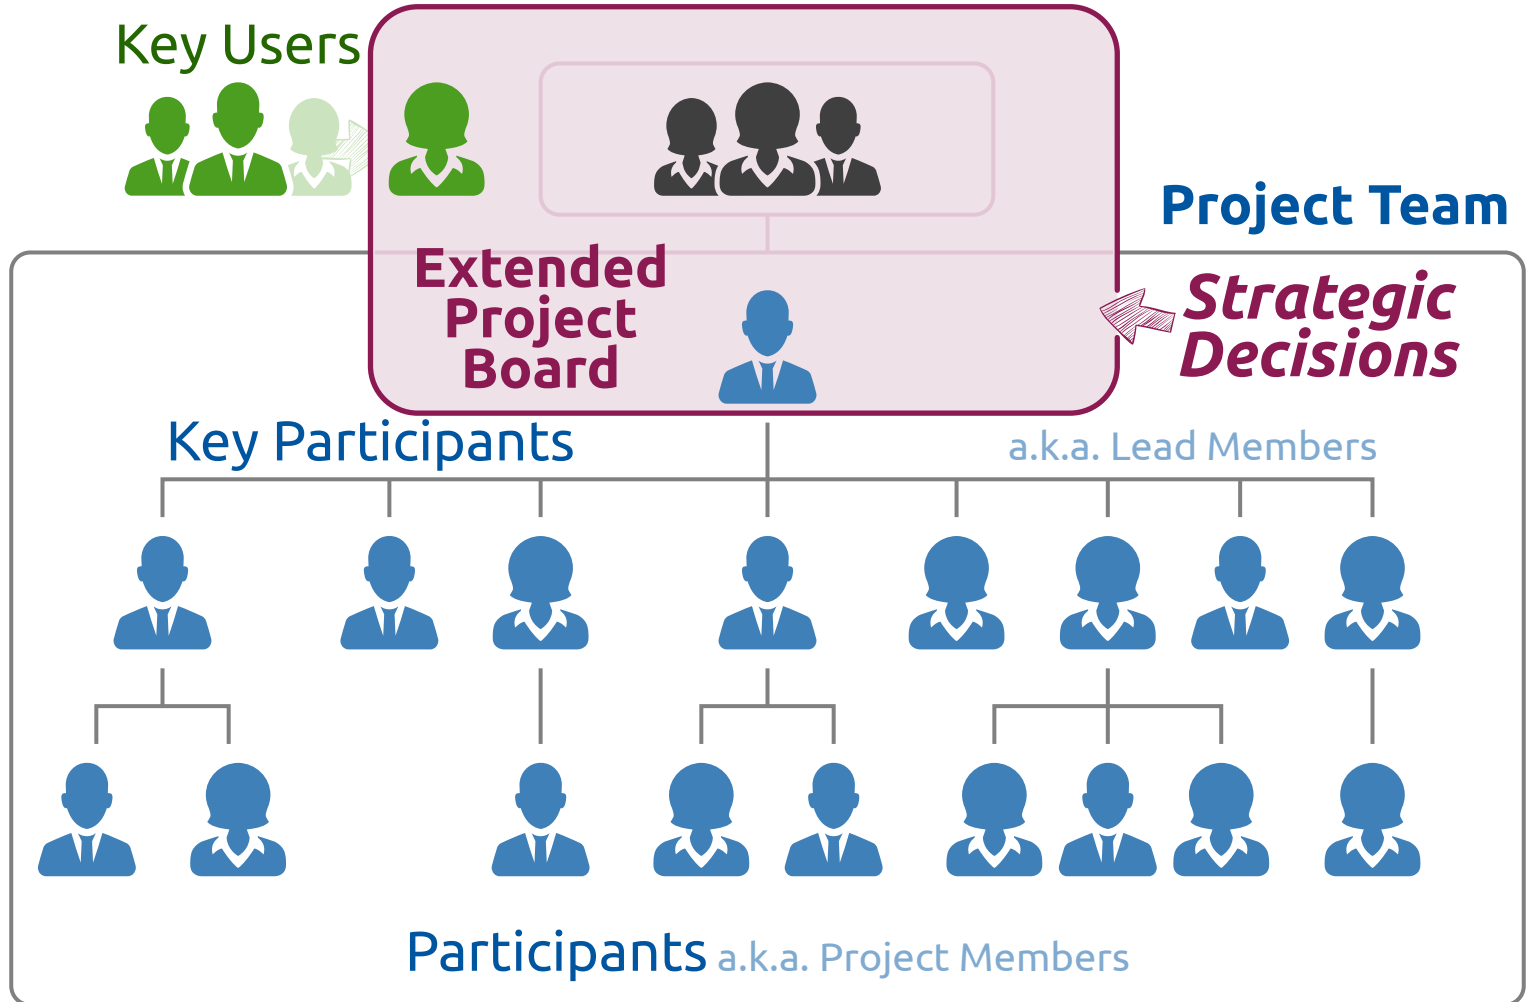 Key Users
Project Team
Extended
Project
Board
Strategic
Decisions
Key Participants
a.k.a. Lead Members
Participants a.k.a. Project Members